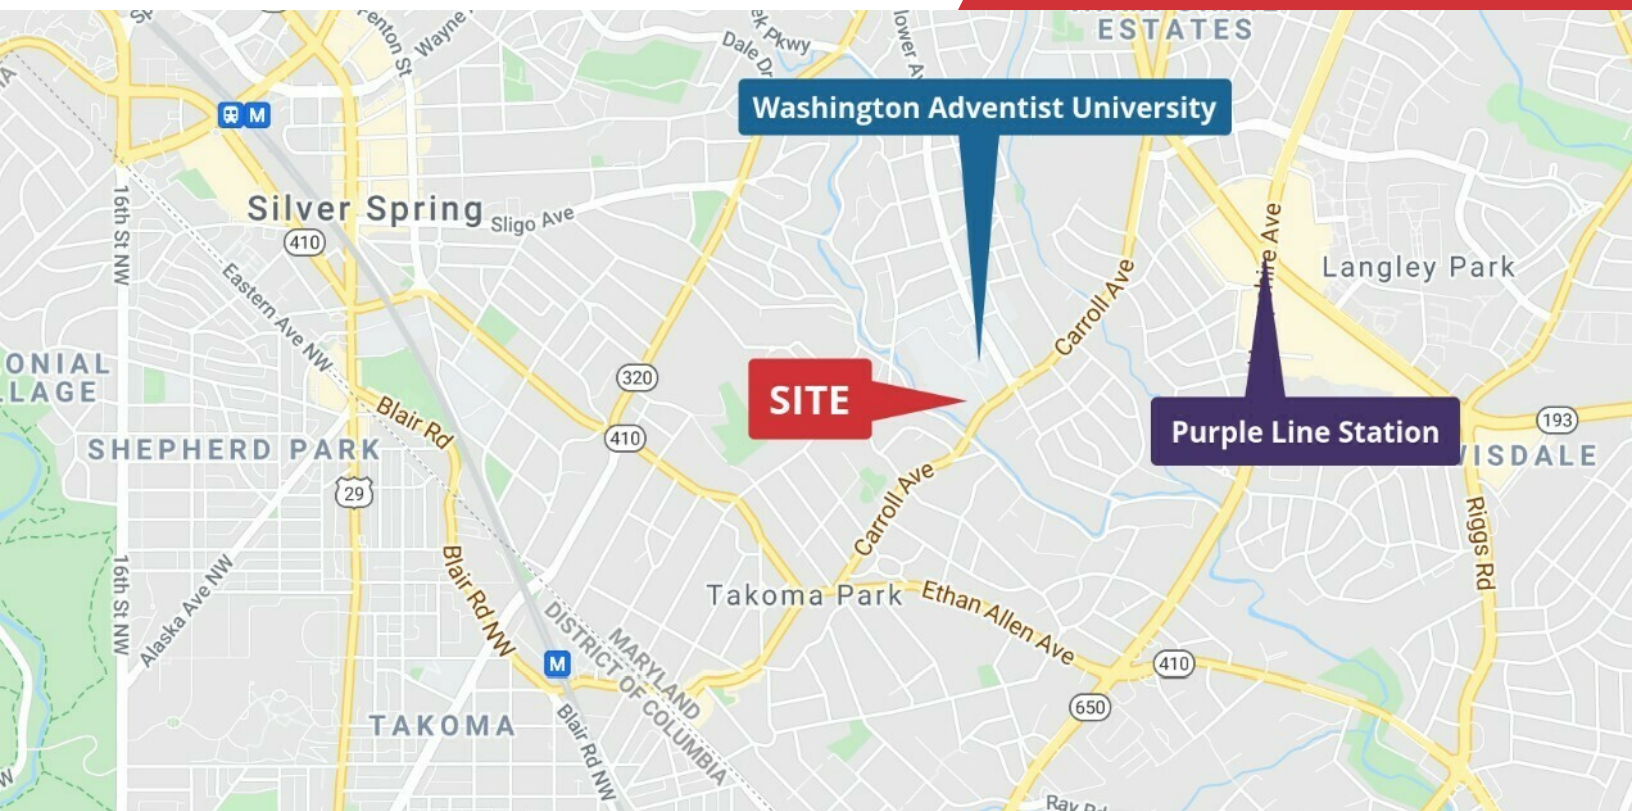 ESTATES
Fenton St
Wayne
Dale Dr
Pkwy
Washington Adventist University
M
16th St NW
Silver Spring
Sligo Ave
410
Eastern Ave NW
Carroll Ave
Langley Park
320
SITE
410
Blair Rd
SHEPHERD PARK
29
Purple Line Station
193
Carroll Ave
Riggs Rd
16th St NW
Alaska Ave NW
Blair Rd NW
Takoma Park
Ethan Allen Ave
MARYLAND
DISTRICT OF COLUMBIA
M
410
650
TAKOMA
Blair Rd NW